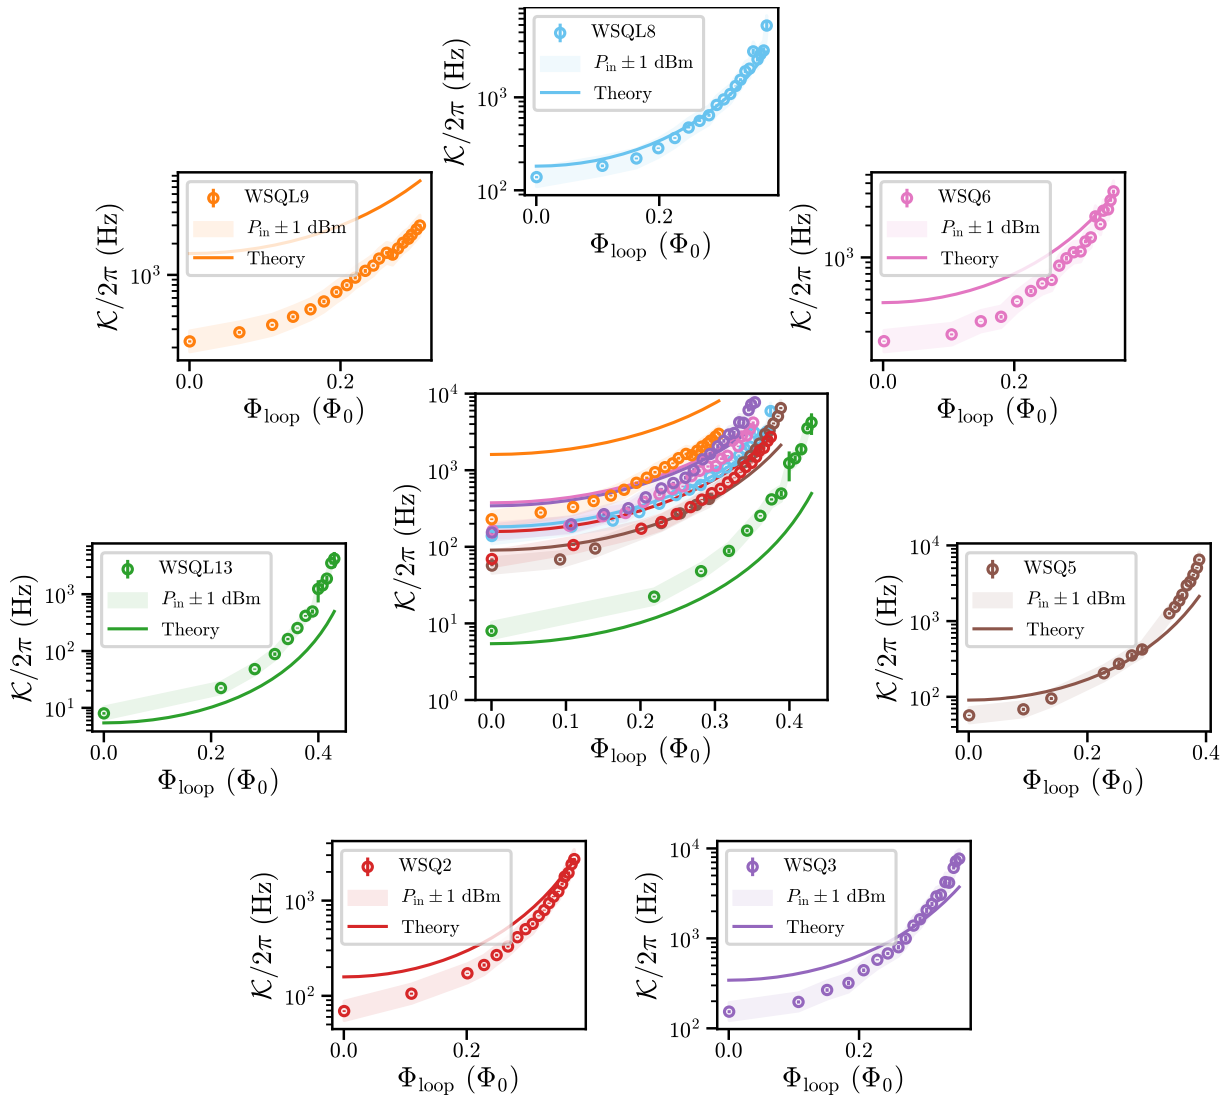 WSQL8
P_in ± 1 dBm
Theory
𝒦/2π (Hz)
10^3
10^2
0.0
0.2
Φ_loop (Φ_0)
WSQL9
P_in ± 1 dBm
Theory
𝒦/2π (Hz)
10^3
0.0
0.2
Φ_loop (Φ_0)
WSQ6
P_in ± 1 dBm
Theory
𝒦/2π (Hz)
10^3
0.0
0.2
Φ_loop (Φ_0)
𝒦/2π (Hz)
10^4
10^3
10^2
10^1
10^0
0.0
0.1
0.2
0.3
0.4
Φ_loop (Φ_0)
WSQL13
P_in ± 1 dBm
Theory
𝒦/2π (Hz)
10^3
10^2
10^1
0.0
0.2
0.4
Φ_loop (Φ_0)
WSQ5
P_in ± 1 dBm
Theory
𝒦/2π (Hz)
10^4
10^3
10^2
0.0
0.2
0.4
Φ_loop (Φ_0)
WSQ2
P_in ± 1 dBm
Theory
𝒦/2π (Hz)
10^3
10^2
0.0
0.2
Φ_loop (Φ_0)
WSQ3
P_in ± 1 dBm
Theory
𝒦/2π (Hz)
10^4
10^3
10^2
0.0
0.2
Φ_loop (Φ_0)